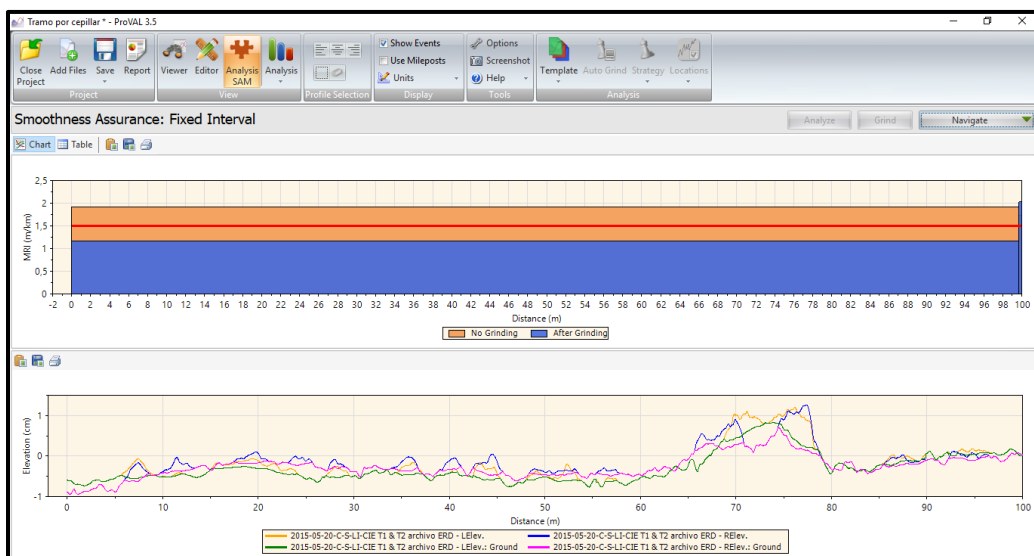 Tramo por cepillar * - ProVAL 3.5
Close Project
Add Files
Save
Report
Project
Viewer
Editor
Analysis SAM
Analysis
View
Profile Selection
Show Events
Use Mileposts
Units
Display
Options
Screenshot
Help
Tools
Template
Auto Grind
Strategy
Locations
Analysis
Smoothness Assurance: Fixed Interval
Analyze
Grind
Navigate
Chart
Table
MRI (m/km)
2,5
2
1,5
1
0,5
0
-2 0 2 4 6 8 10 12 14 16 18 20 22 24 26 28 30 32 34 36 38 40 42 44 46 48 50 52 54 56 58 60 62 64 66 68 70 72 74 76 78 80 82 84 86 88 90 92 94 96 98 100
Distance (m)
No Grinding
After Grinding
Elevation (cm)
1
0
-1
0 10 20 30 40 50 60 70 80 90 100
Distance (m)
2015-05-20-C-S-LI-CIE T1 & T2 archivo ERD - LElev.
2015-05-20-C-S-LI-CIE T1 & T2 archivo ERD - RElev.
2015-05-20-C-S-LI-CIE T1 & T2 archivo ERD - LElev.: Ground
2015-05-20-C-S-LI-CIE T1 & T2 archivo ERD - RElev.: Ground